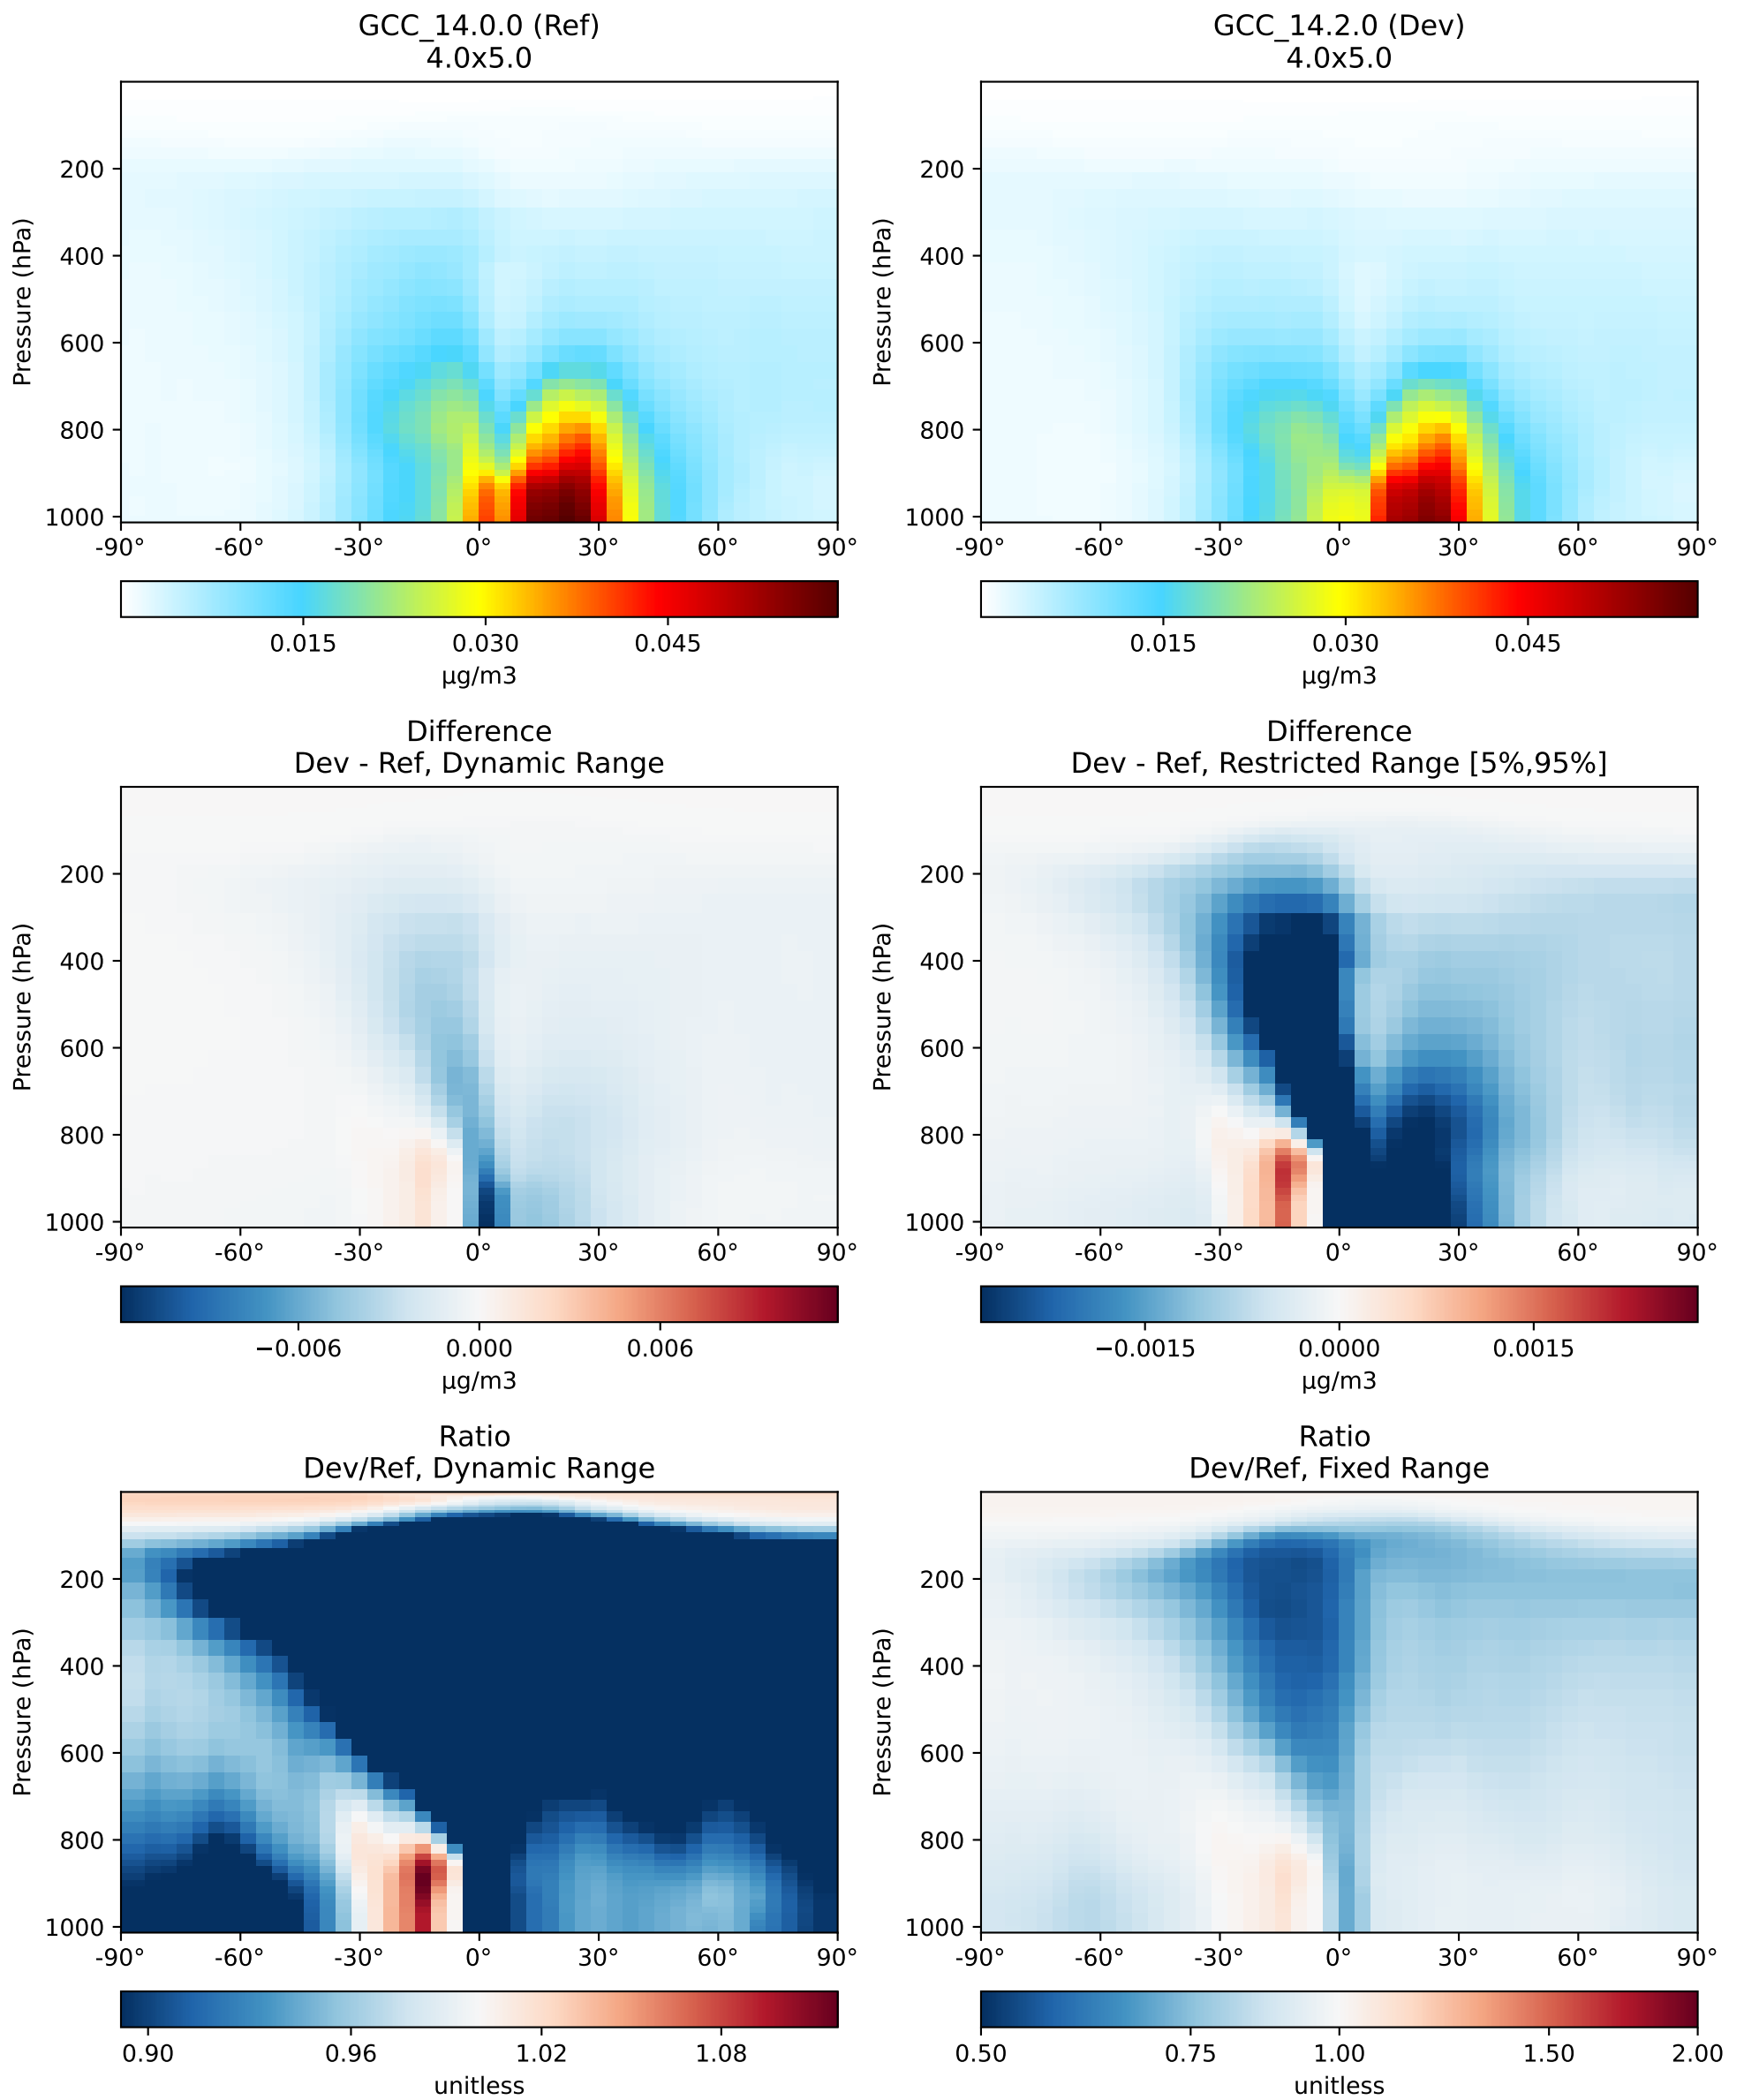 GCC_14.0.0 (Ref)
4.0x5.0
Pressure (hPa)
200
400
600
800
1000
-90° -60° -30° 0° 30° 60° 90°
0.015 0.030 0.045
µg/m3
GCC_14.2.0 (Dev)
4.0x5.0
Pressure (hPa)
200
400
600
800
1000
-90° -60° -30° 0° 30° 60° 90°
0.015 0.030 0.045
µg/m3
Difference
Dev - Ref, Dynamic Range
Pressure (hPa)
200
400
600
800
1000
-90° -60° -30° 0° 30° 60° 90°
−0.006 0.000 0.006
µg/m3
Difference
Dev - Ref, Restricted Range [5%,95%]
Pressure (hPa)
200
400
600
800
1000
-90° -60° -30° 0° 30° 60° 90°
−0.0015 0.0000 0.0015
µg/m3
Ratio
Dev/Ref, Dynamic Range
Pressure (hPa)
200
400
600
800
1000
-90° -60° -30° 0° 30° 60° 90°
0.90 0.96 1.02 1.08
unitless
Ratio
Dev/Ref, Fixed Range
Pressure (hPa)
200
400
600
800
1000
-90° -60° -30° 0° 30° 60° 90°
0.50 0.75 1.00 1.50 2.00
unitless